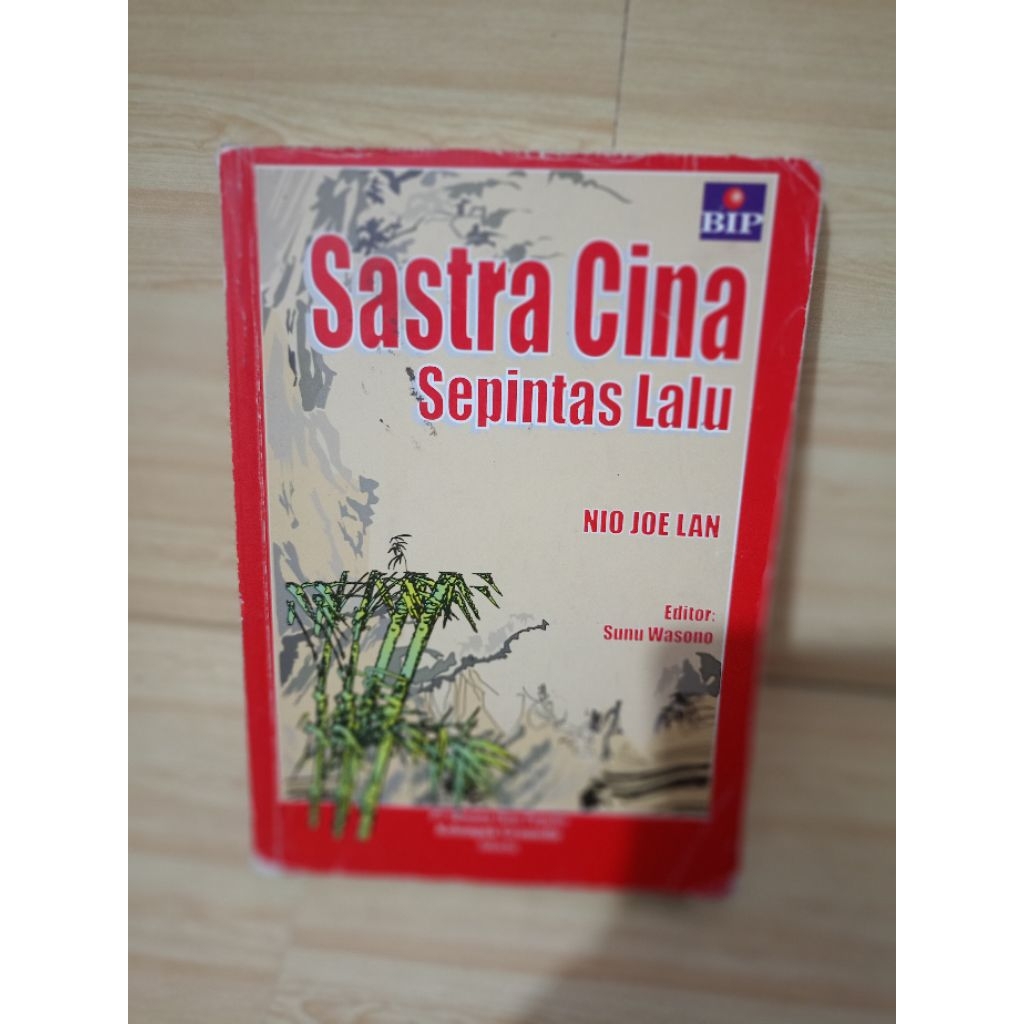 BIP
Sastra Cina
Sepintas Lalu
NIO JOE LAN
Editor:
Sunu Wasono